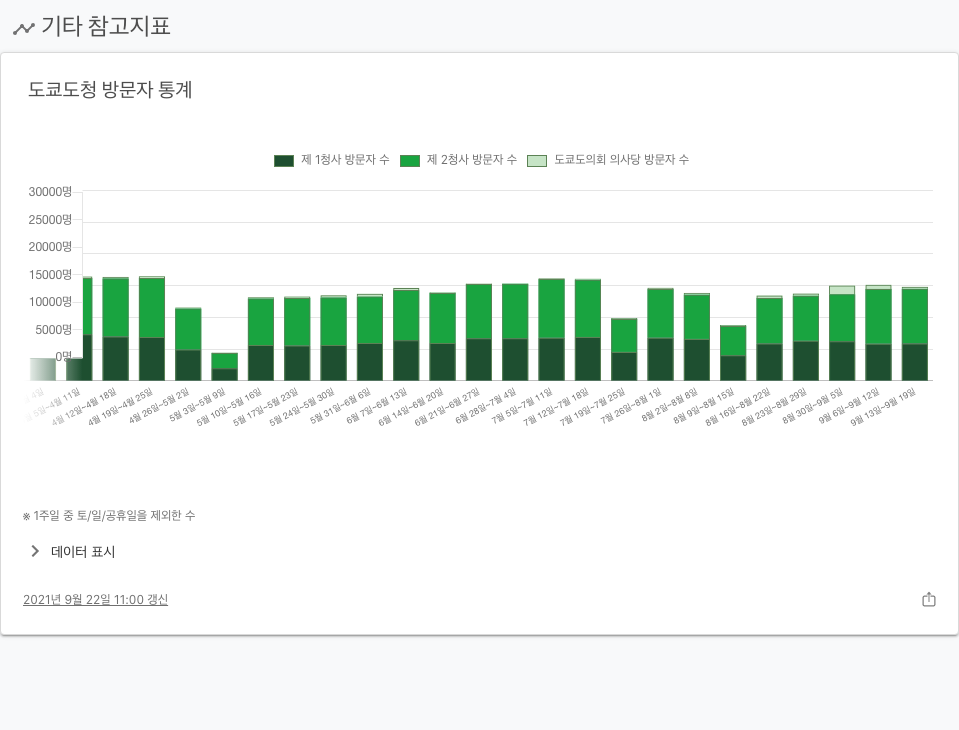 기타 참고지표
도쿄도청 방문자 통계
제 1청사 방문자 수 제 2청사 방문자 수 도쿄도의회 의사당 방문자 수
30000명
25000명
20000명
15000명
10000명
5000명
0명
4월 11일
4월 12일~4월 18일
4월 19일~4월 25일
4월 26일~5월 2일
5월 3일~5월 9일
5월 10일~5월 16일
5월 17일~5월 23일
5월 24일~5월 30일
5월 31일~6월 6일
6월 7일~6월 13일
6월 14일~6월 20일
6월 21일~6월 27일
6월 28일~7월 4일
7월 5일~7월 11일
7월 12일~7월 18일
7월 19일~7월 25일
7월 26일~8월 1일
8월 2일~8월 8일
8월 9일~8월 15일
8월 16일~8월 22일
8월 23일~8월 29일
8월 30일~9월 5일
9월 6일~9월 12일
9월 13일~9월 19일
※ 1주일 중 토/일/공휴일을 제외한 수
데이터 표시
2021년 9월 22일 11:00 갱신